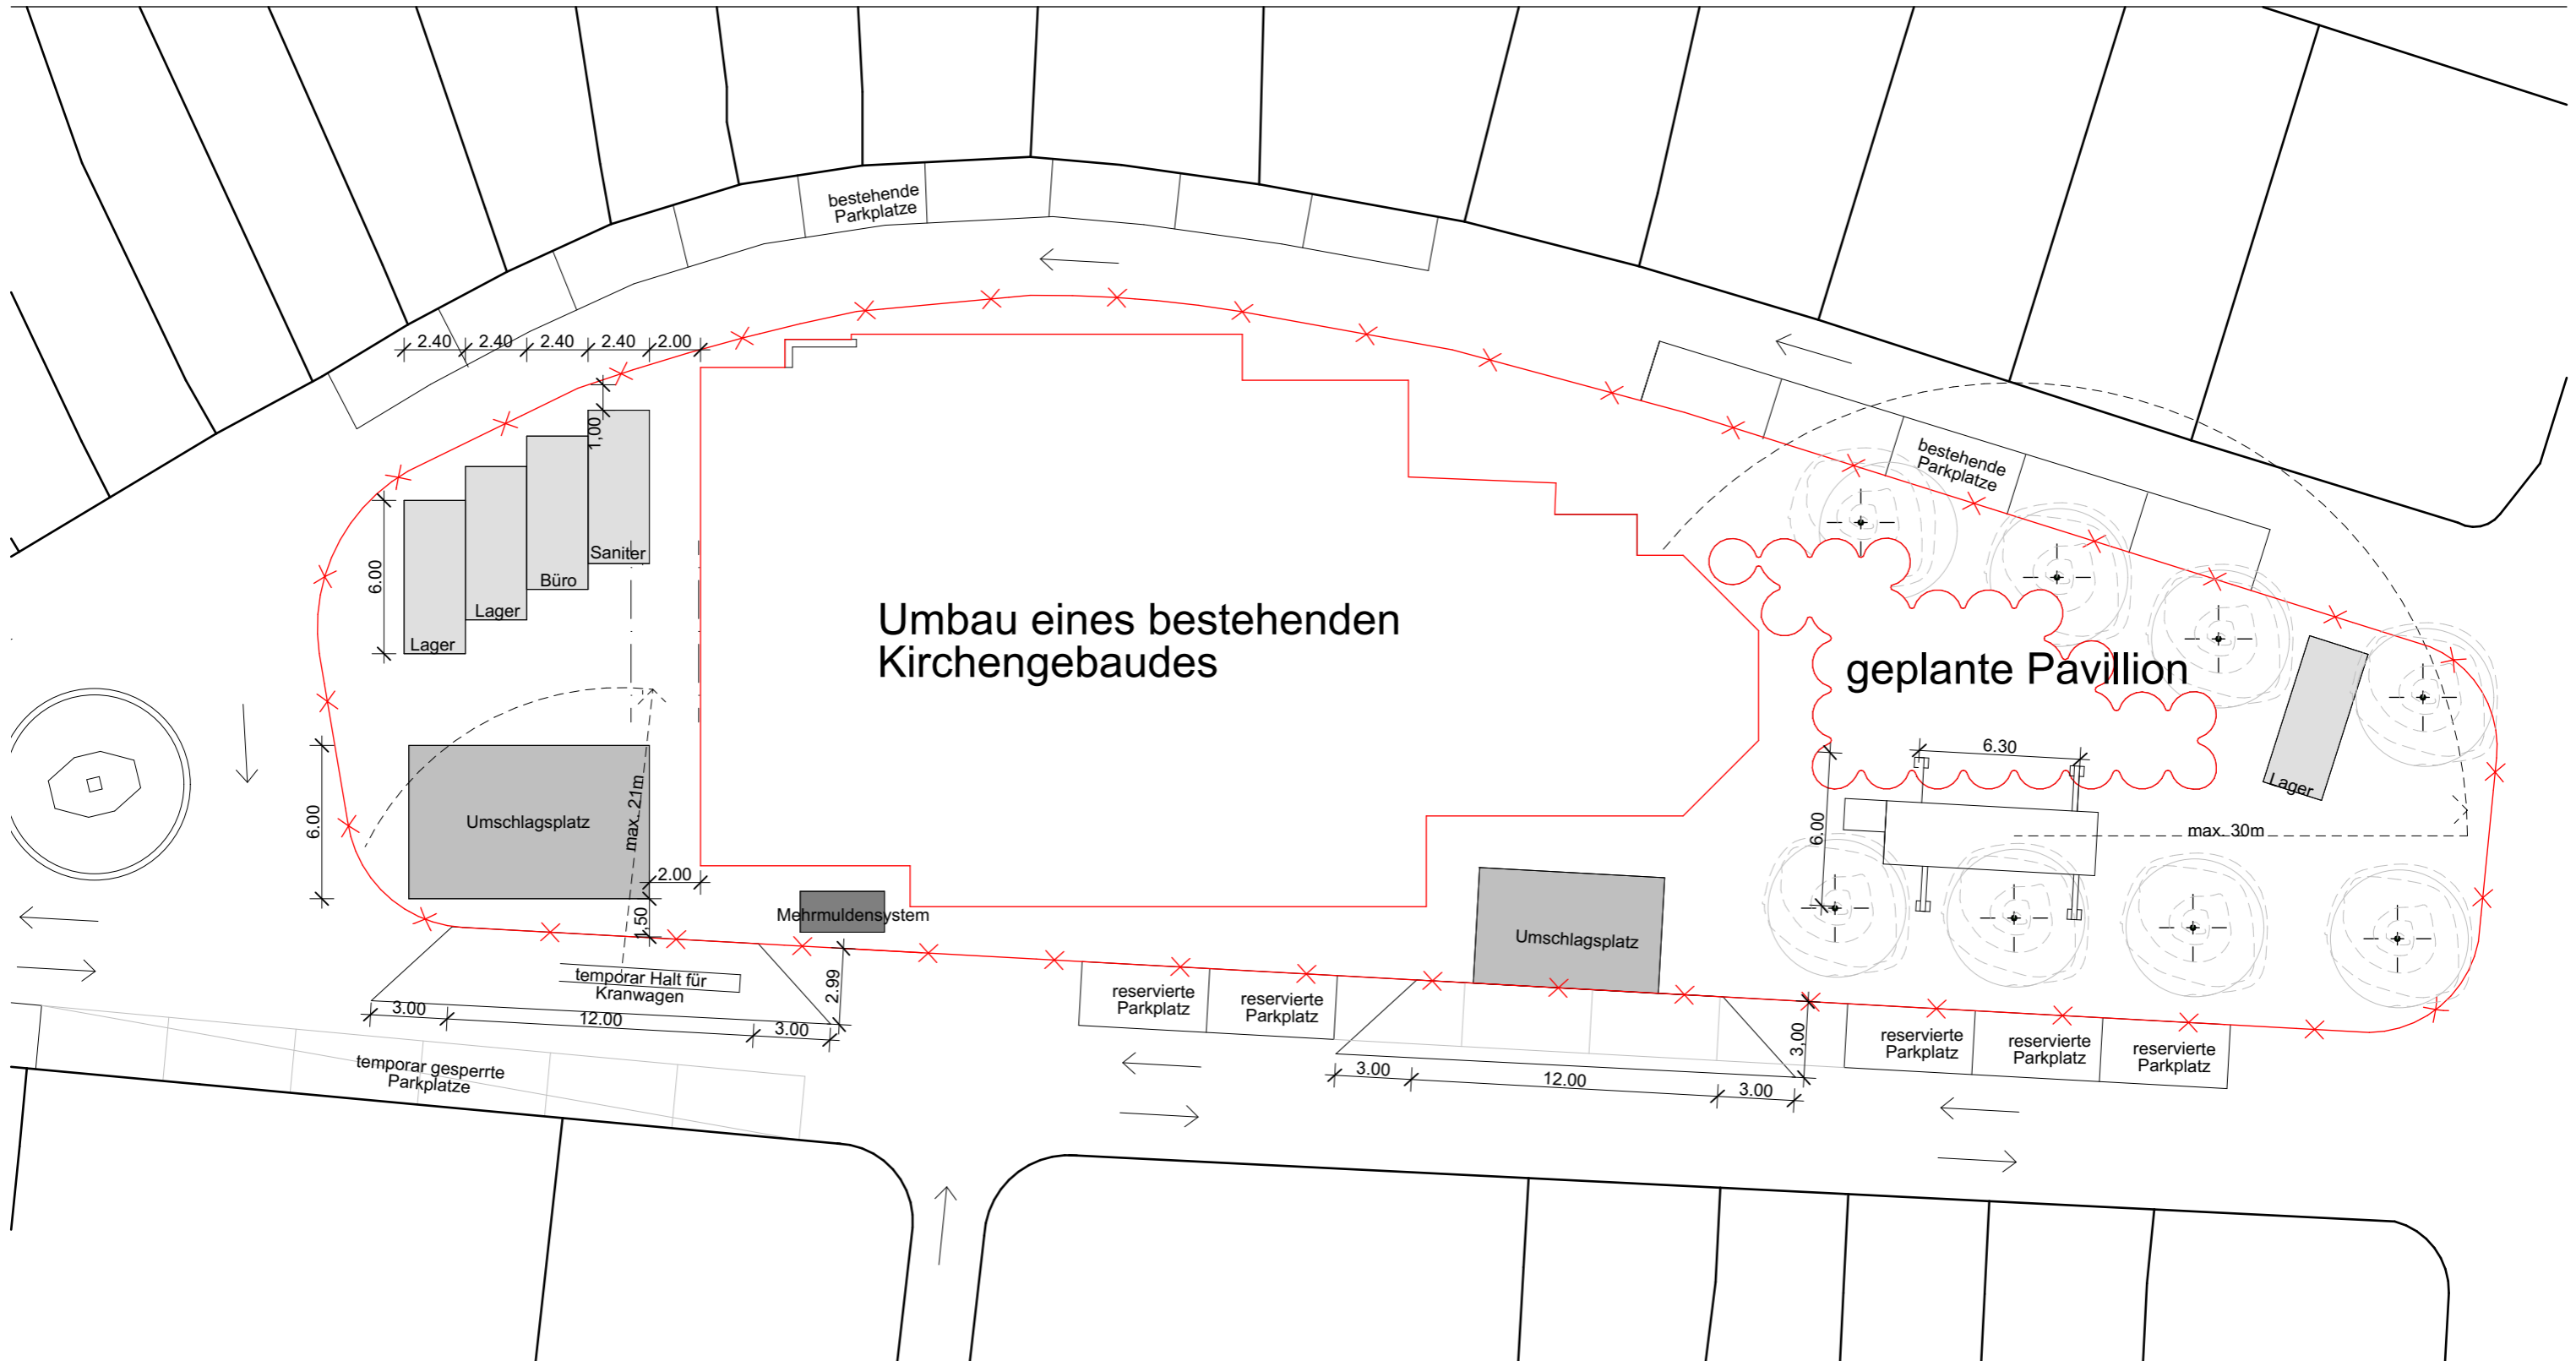 bestehende
Parkplatze
2.40
2.40
2.40
2.40
2.00
1,00
6.00
Saniter
Büro
Lager
Lager
Umbau eines bestehenden
Kirchengebaudes
bestehende
Parkplatze
geplante Pavillion
Lager
6.30
6.00
max. 30m
6.00
Umschlagsplatz
max. 21m
2.00
1,50
Mehrmuldensystem
Umschlagsplatz
temporar Halt für
Kranwagen
2.99
3.00
12.00
3.00
reservierte
Parkplatz
reservierte
Parkplatz
3,00
3.00
12.00
3.00
reservierte
Parkplatz
reservierte
Parkplatz
reservierte
Parkplatz
temporar gesperrte
Parkplatze